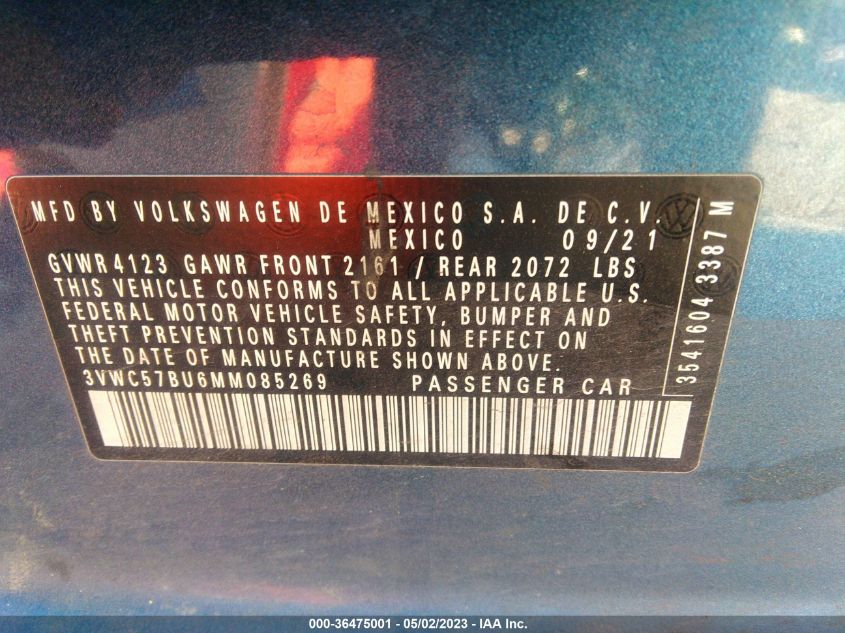 MFD BY VOLKSWAGEN DE MEXICO S.A. DE C.V.
MEXICO 09/21
GVWR 4123 GAWR FRONT 2161 / REAR 2072 LBS
THIS VEHICLE CONFORMS TO ALL APPLICABLE U.S.
FEDERAL MOTOR VEHICLE SAFETY, BUMPER AND
THEFT PREVENTION STANDARDS IN EFFECT ON
THE DATE OF MANUFACTURE SHOWN ABOVE.
3VWC57BU6MM085269 PASSENGER CAR
3541604 3387 M
000-36475001 - 05/02/2023 - IAA Inc.